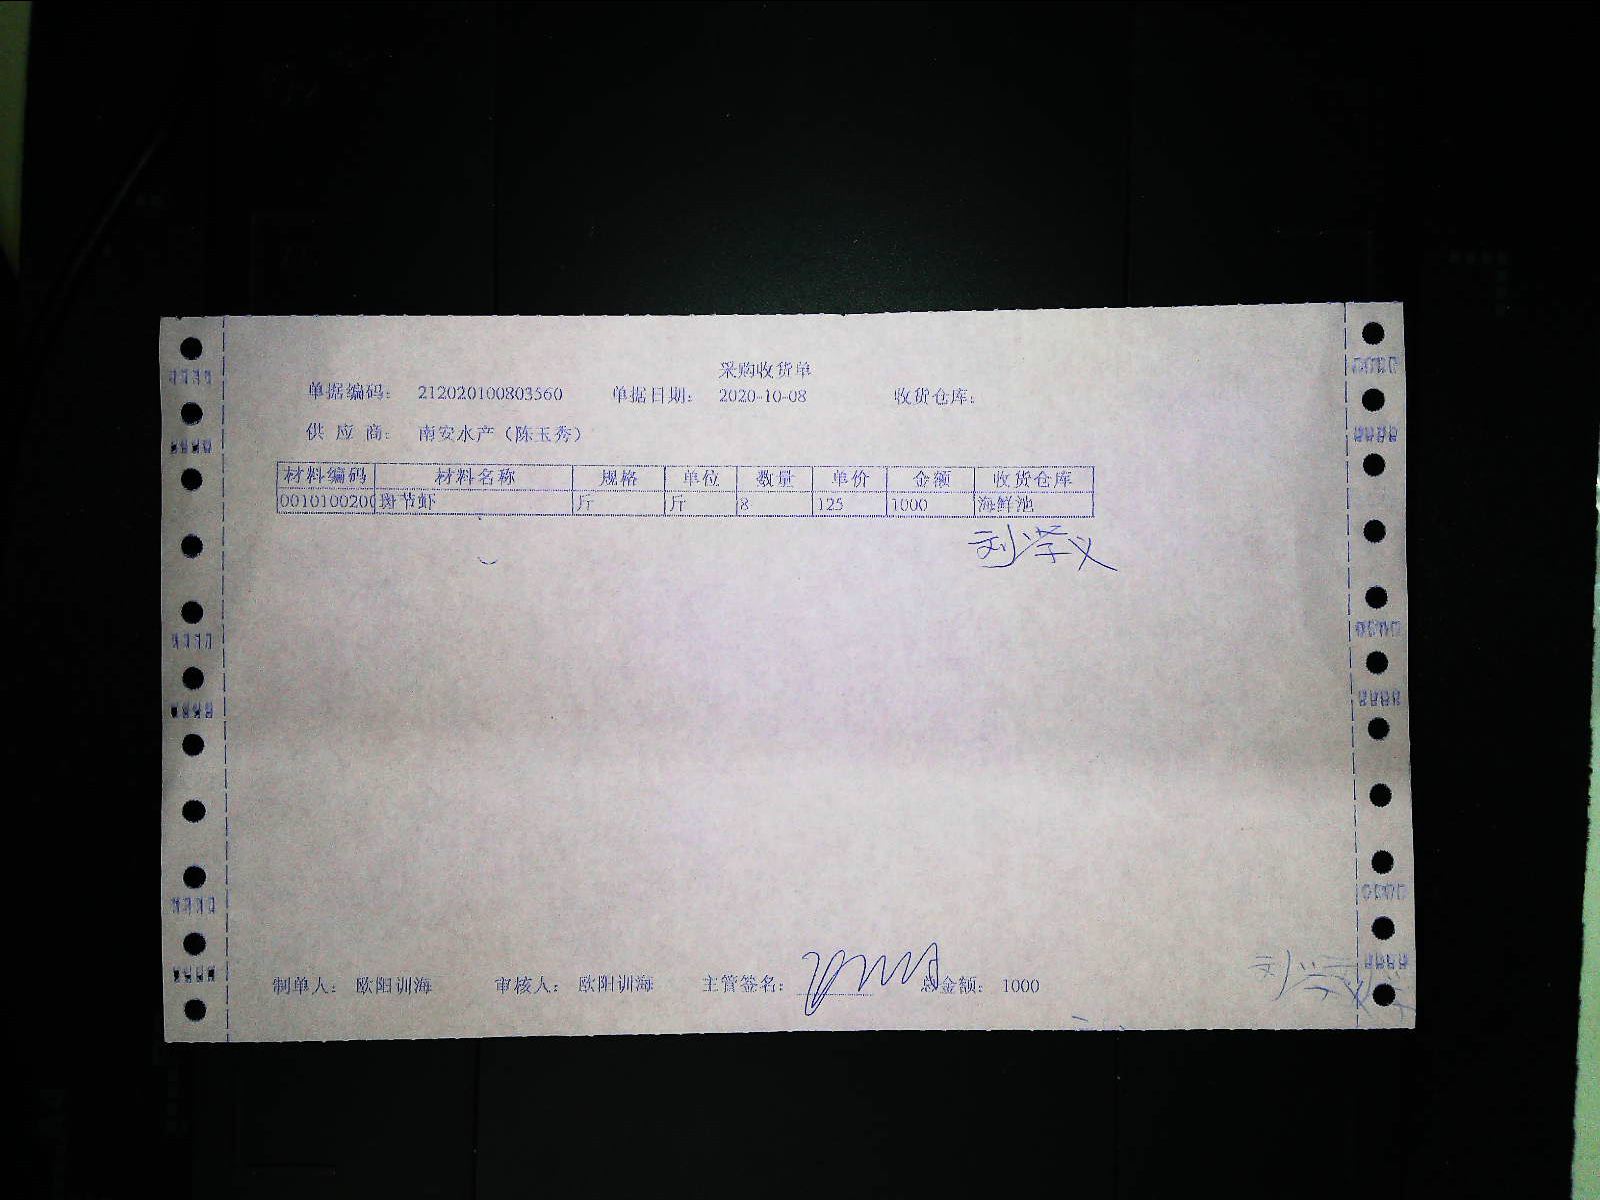 采购收货单
单据编码： 212020100803560 单据日期： 2020-10-08 收货仓库：
供 应 商： 南安水产（陈玉秀）
材料编码 材料名称 规格 单位 数量 单价 金额 收货仓库
0010100200 斑节虾 斤 斤 8 125 1000 海鲜池
制单人： 欧阳训海 审核人： 欧阳训海 主管签名： 总金额： 1000